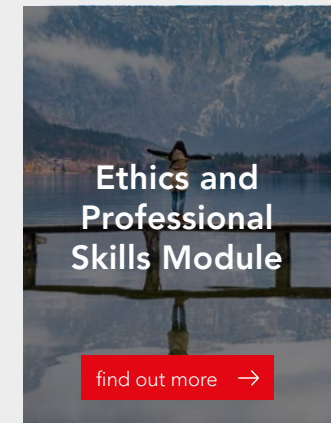 Ethics and
Professional
Skills Module
find out more